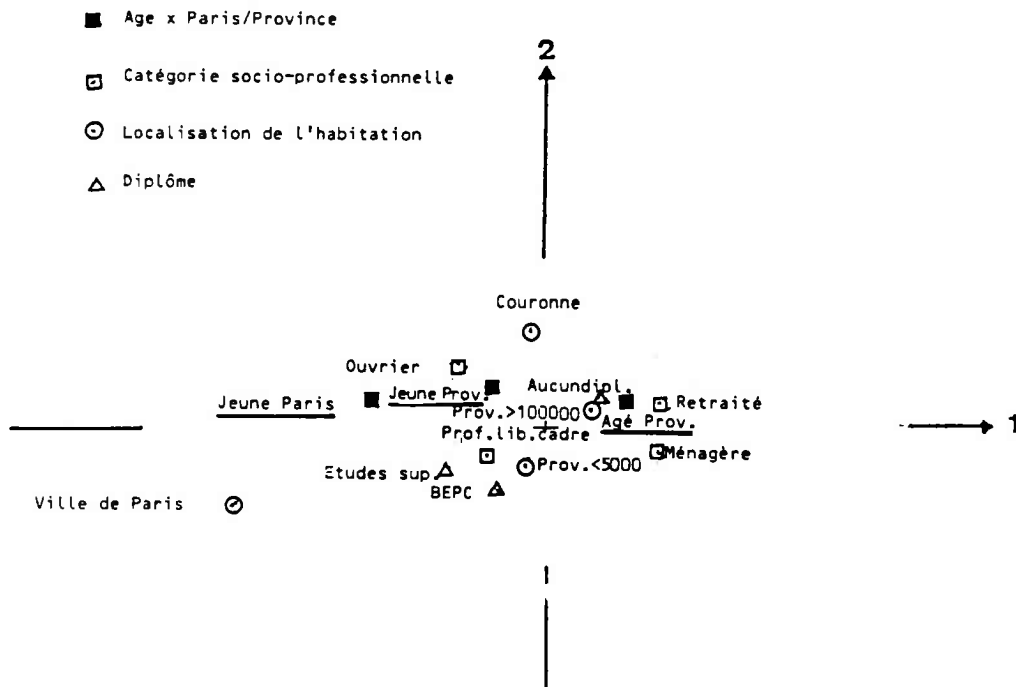 Age x Paris/Province
2
Catégorie socio-professionnelle
Localisation de l'habitation
Diplôme
Couronne
Ouvrier
Aucundipl.
Jeune Paris
Jeune Prov.
Retraité
Prov.>100000
Agé Prov.
1
Prof.lib.cadre
Ménagère
Etudes sup.
Prov.<5000
BEPC
Ville de Paris